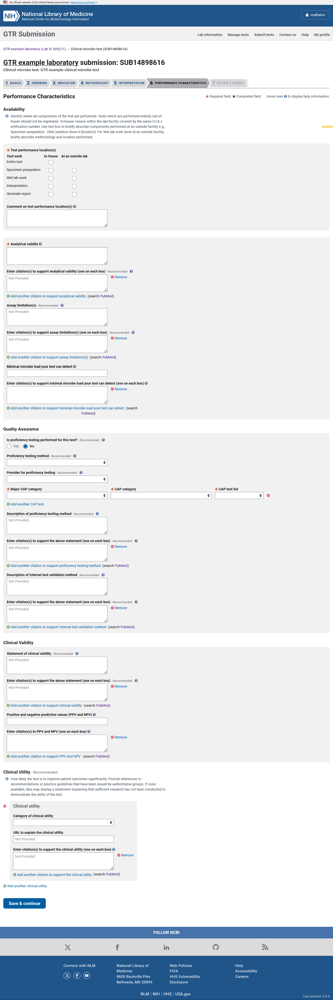 An official website of the United States government Here's how you know
NIH National Library of Medicine
National Center for Biotechnology Information
malheiro
GTR Submission
Lab information Manage tests Submit tests Contact us Help My profile
GTR example laboratory (Lab ID 505211) › Clinical microbe test (SUB14898616)
GTR example laboratory submission: SUB14898616
Clinical microbe test: GTR example clinical microbe test
1 BASICS 2 ORDERING 3 INDICATION 4 METHODOLOGY 5 INTERPRETATION 6 PERFORMANCE CHARACTERISTICS 7 REVIEW & SUBMIT
Performance Characteristics
* Required field. * Completed field. Hover over ? to display help information.
Availability
Identify where all components of the test are performed. Tests which are performed entirely out-of-
house should not be registered. 'In-house' means within the lab/facility covered by the same CLIA c
ertification number. Use text box to briefly describe components performed at an outside facility e.g.,
Specimen preparation - DNA isolation done in [location]. For Wet lab work done at an outside facility,
briefly describe methodology and location performed.
* Test performance location(s)
Test work In-house At an outside lab
Entire test
Specimen preparation
Wet lab work
Interpretation
Generate report
Comment on test performance location(s) ?
* Analytical validity ?
Enter citation(s) to support analytical validity (one on each box) - Recommended ?
Not Provided
Remove
Add another citation to support analytical validity (search PubMed)
Assay limitation(s) - Recommended ?
Not Provided
Enter citation(s) to support assay limitation(s) (one on each box) - Recommended ?
Not Provided
Remove
Add another citation to support assay limitation(s) (search PubMed)
Minimal microbe load your test can detect ?
Enter citation(s) to support minimal microbe load your test can detect (one on each box) ?
Remove
Add another citation to support minimal microbe load your test can detect (search
PubMed)
Quality Assurance
Is proficiency testing performed for this test? - Recommended ?
Yes No
Proficiency testing method - Recommended ?
Provider for proficiency testing - Recommended ?
* Major CAP category * CAP category * CAP test list
Add another CAP test
Description of proficiency testing method - Recommended ?
Not Provided
Enter citation(s) to support the above statement (one on each box) - Recommended ?
Not Provided
Remove
Add another citation to support proficiency testing method (search PubMed)
Description of internal test validation method - Recommended ?
Not Provided
Enter citation(s) to support the above statement (one on each box) - Recommended ?
Not Provided
Remove
Add another citation to support internal test validation method (search PubMed)
Clinical Validity
Statement of clinical validity - Recommended ?
Not Provided
Enter citation(s) to support the above statement (one on each box) - Recommended ?
Not Provided
Remove
Add another citation to support clinical validity (search PubMed)
Positive and negative predictive values (PPV and NPV) ?
Enter citation(s) to PPV and NPV (one on each box) ?
Remove
Add another citation to support PPV and NPV (search PubMed)
Clinical Utility - Recommended
How likely the test is to improve patient outcomes significantly. Provide references to
recommendations or practice guidelines that have been issued by authoritative groups. If none
available, labs may display a statement explaining that sufficient research has not been conducted to
demonstrate the utility of the test.
Clinical utility
Category of clinical utility
URL to explain the clinical utility
Not Provided
Enter citation(s) to support the clinical utility (one on each box) ?
Not Provided
Remove
Add another citation to support the clinical utility (search PubMed)
Add another clinical utility
Save & continue
FOLLOW NCBI
Connect with NLM
National Library of
Medicine
8600 Rockville Pike
Bethesda, MD 20894
Web Policies
FOIA
HHS Vulnerability
Disclosure
Help
Accessibility
Careers
NLM | NIH | HHS | USA.gov
Last revision: 4.3.0